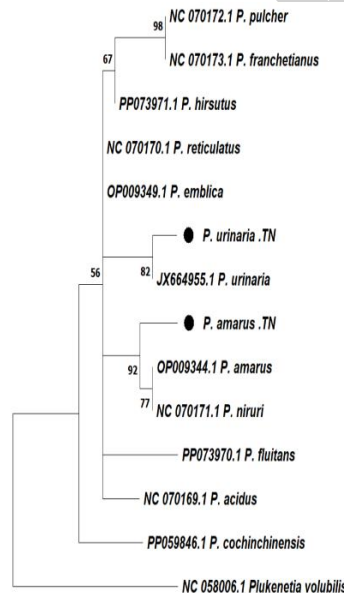 98
NC 070172.1 P. pulcher
67
NC 070173.1 P. franchetianus
PP073971.1 P. hirsutus
NC 070170.1 P. reticulatus
OP009349.1 P. emblica
P. urinaria .TN
56
82
JX664955.1 P. urinaria
P. amarus .TN
92
OP009344.1 P. amarus
77
NC 070171.1 P. niruri
PP073970.1 P. fluitans
NC 070169.1 P. acidus
PP059846.1 P. cochinchinensis
NC 058006.1 Plukenetia volubilis